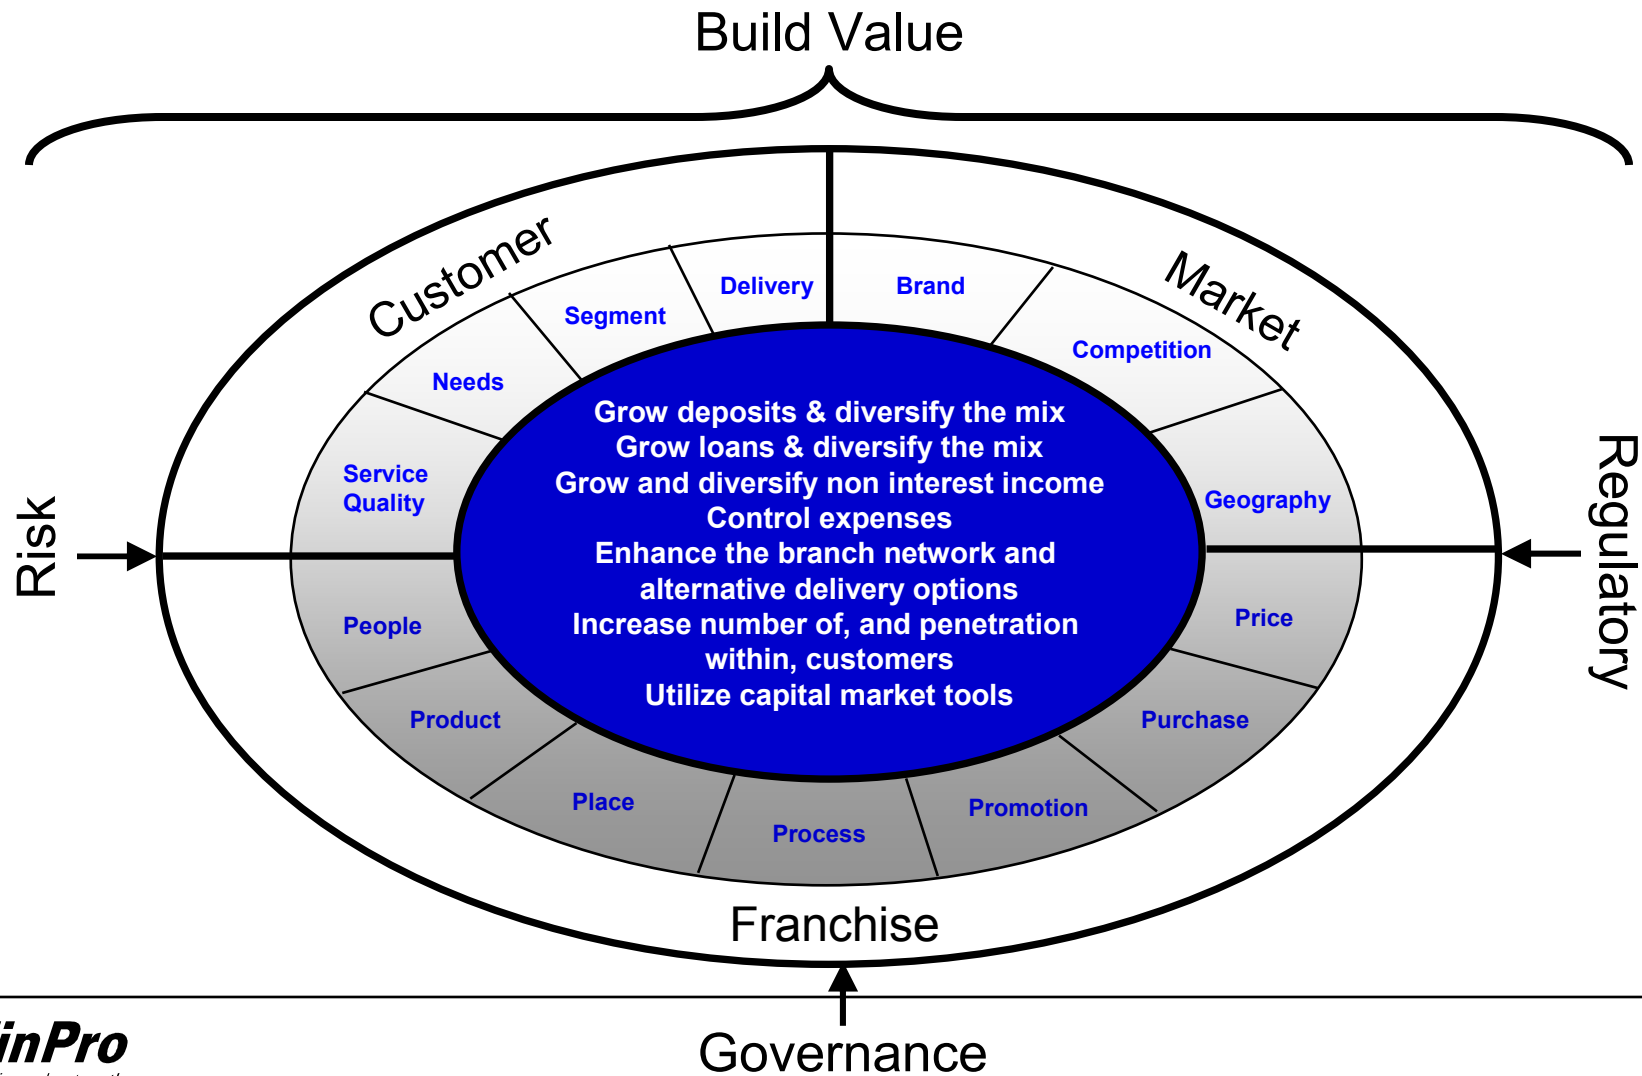 Build Value
Customer
Market
Delivery
Brand
Segment
Competition
Needs
Service
Quality
Geography
Grow deposits & diversify the mix
Grow loans & diversify the mix
Grow and diversify non interest income
Control expenses
Enhance the branch network and
alternative delivery options
Increase number of, and penetration
within, customers
Utilize capital market tools
Risk
Regulatory
People
Price
Product
Purchase
Place
Process
Promotion
Franchise
Governance
inPro